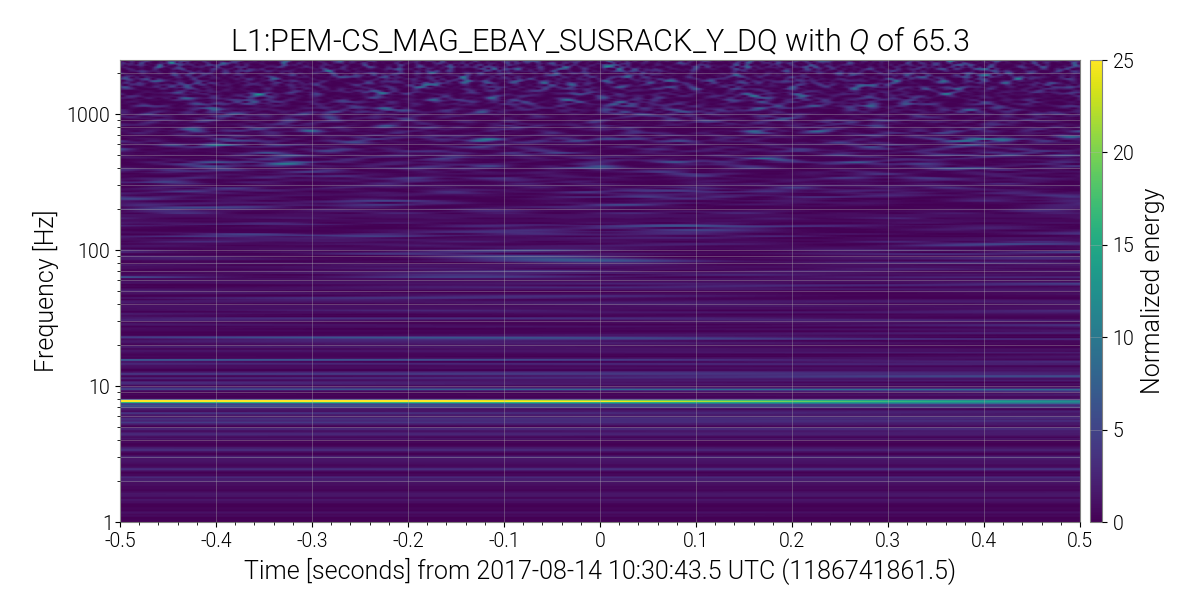 L1:PEM-CS_MAG_EBAY_SUSRACK_Y_DQ with Q of 65.3
Frequency [Hz]
1000
100
10
1
-0.5 -0.4 -0.3 -0.2 -0.1 0 0.1 0.2 0.3 0.4 0.5
Time [seconds] from 2017-08-14 10:30:43.5 UTC (1186741861.5)
25
20
15
10
5
0
Normalized energy